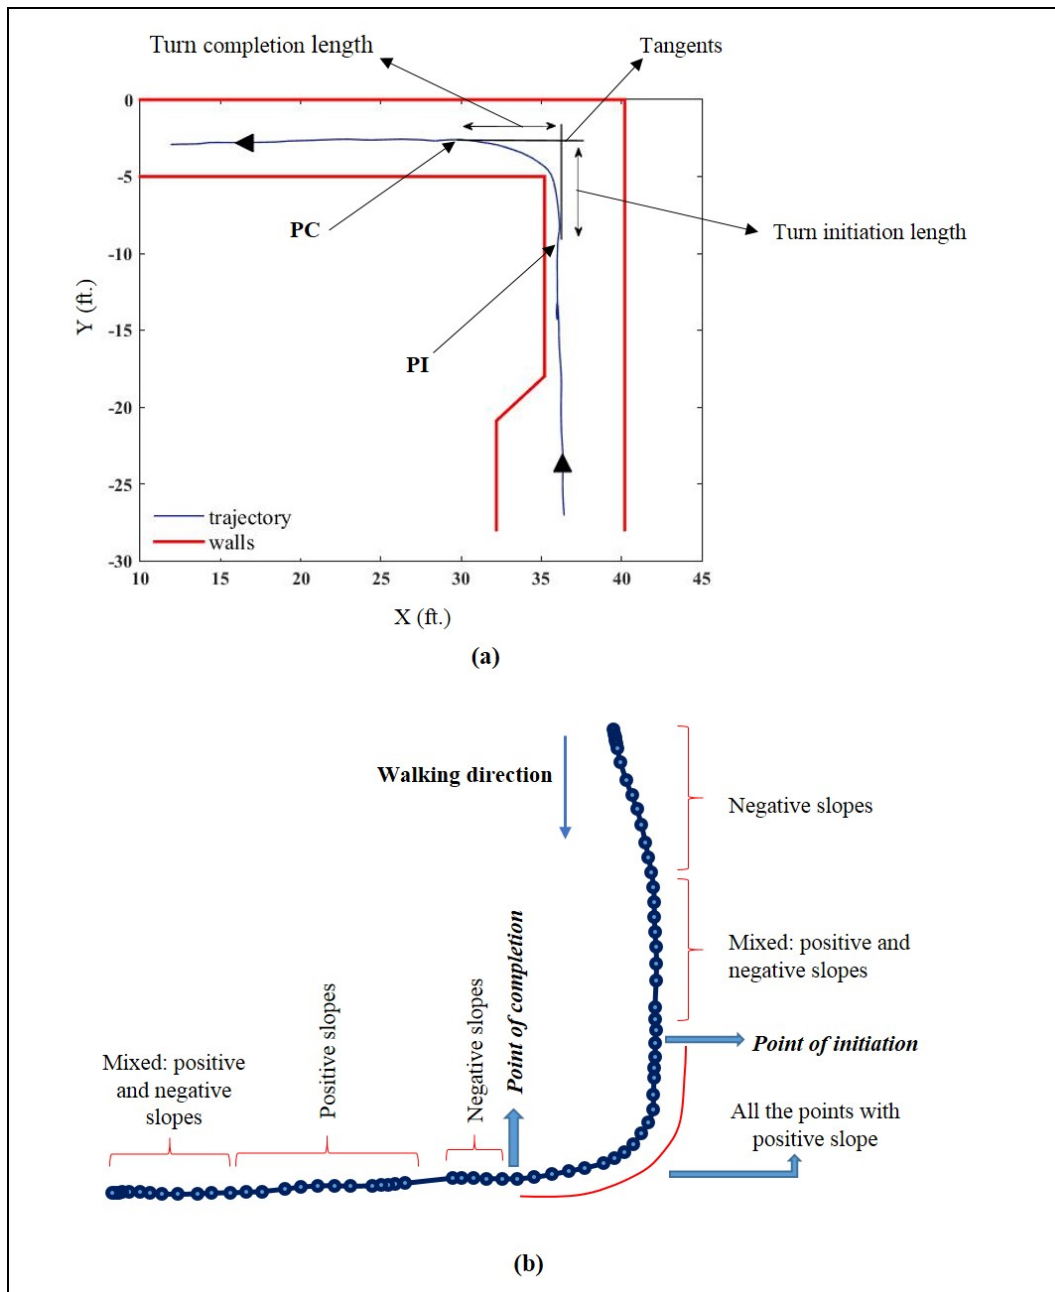 Turn completion length
Tangents
0
-5
-10
-15
-20
-25
-30
Y (ft.)
PC
PI
Turn initiation length
trajectory
walls
10
15
20
25
30
35
40
45
X (ft.)
(a)
Walking direction
Negative slopes
Mixed: positive and
negative slopes
Point of initiation
All the points with
positive slope
Point of completion
Negative slopes
Positive slopes
Mixed: positive
and negative
slopes
(b)